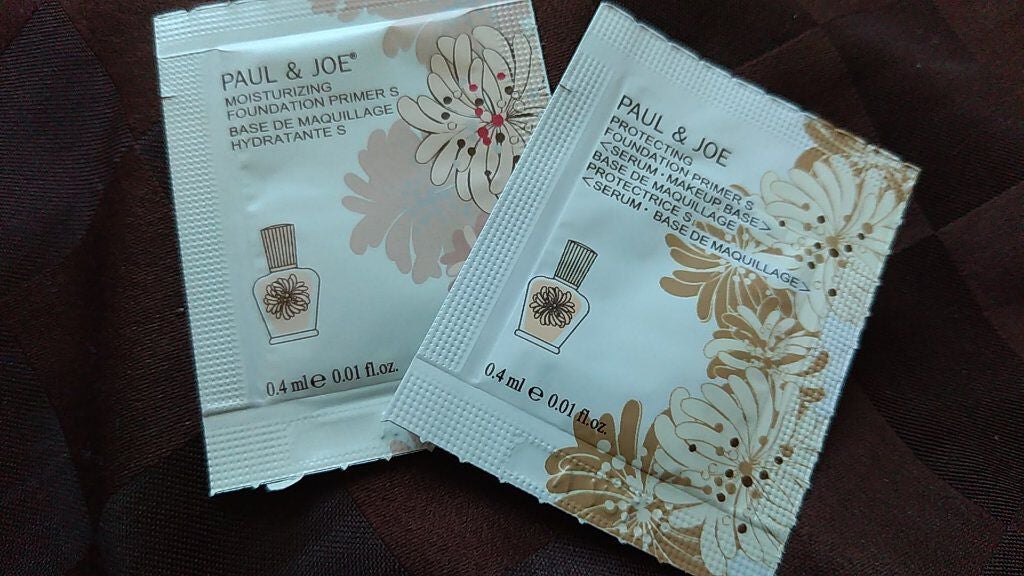 PAUL & JOE®
MOISTURIZING
FOUNDATION PRIMER S
BASE DE MAQUILLAGE
HYDRATANTE S
0.4 ml e 0.01 fl.oz.
PAUL & JOE
PROTECTING
FOUNDATION PRIMER S
<SERUM · MAKEUP BASE>
BASE DE MAQUILLAGE
PROTECTRICE S
<SERUM · BASE DE MAQUILLAGE>
0.4 ml e 0.01 fl.oz.